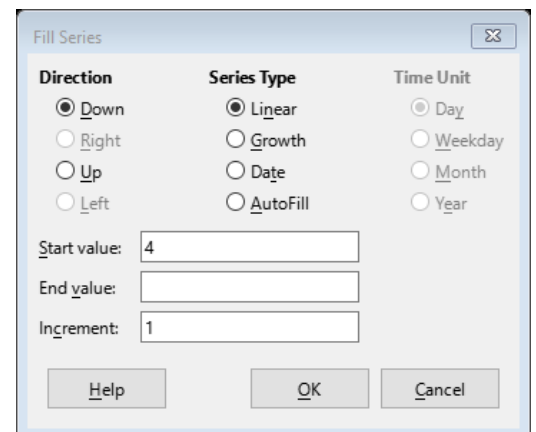 Fill Series
Direction Series Type Time Unit
Down Linear Day
Right Growth Weekday
Up Date Month
Left AutoFill Year
Start value: 4
End value:
Increment: 1
Help OK Cancel